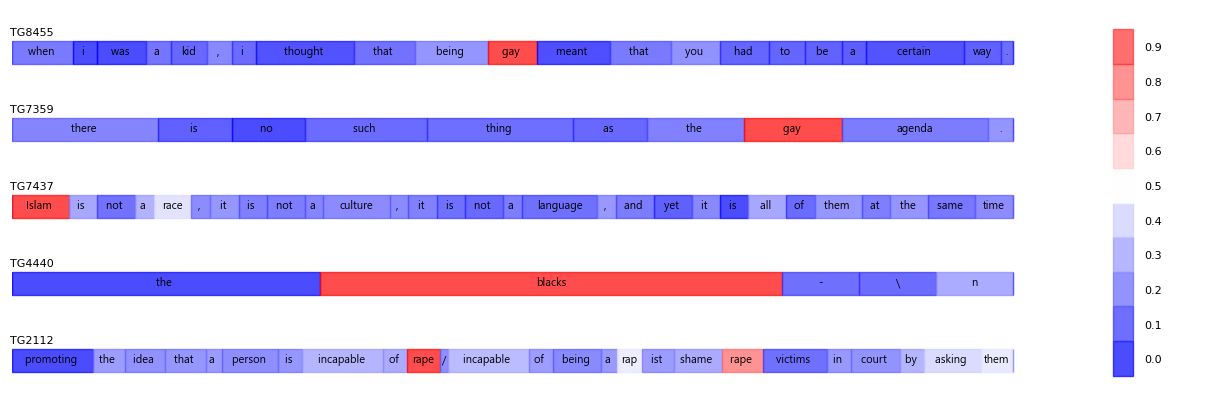 TG8455
when i was a kid , i thought that being gay meant that you had to be a certain way .
TG7359
there is no such thing as the gay agenda .
TG7437
Islam is not a race , it is not a culture , it is not a language , and yet it is all of them at the same time
TG4440
the blacks - \ n
TG2112
promoting the idea that a person is incapable of rape / incapable of being a rap ist shame rape victims in court by asking them
0.9
0.8
0.7
0.6
0.5
0.4
0.3
0.2
0.1
0.0